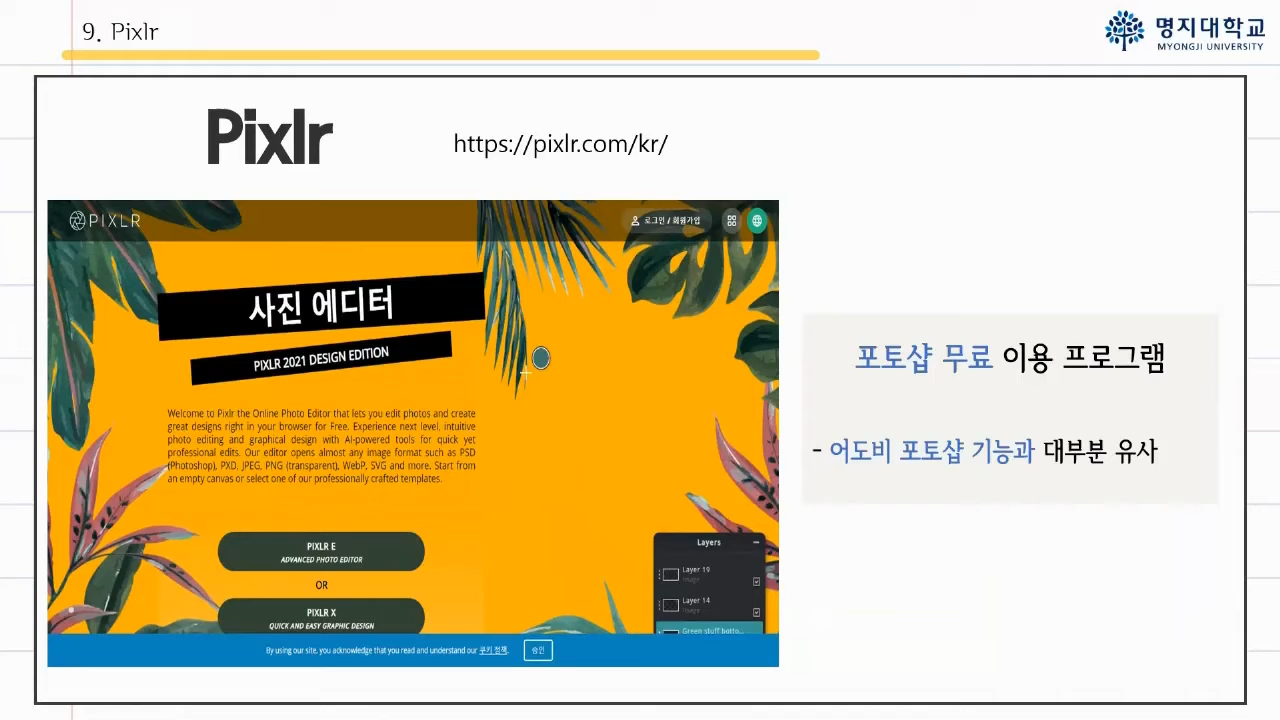 9. Pixlr
명지대학교
MYONGJI UNIVERSITY
Pixlr
https://pixlr.com/kr/
PIXLR
로그인 / 회원가입
사진 에디터
PIXLR 2021 DESIGN EDITION
Welcome to Pixlr the Online Photo Editor that lets you edit photos and create
great designs right in your browser for Free. Experience next level, intuitive
photo editing and graphical design with AI-powered tools for quick yet
professional edits. Our editor opens almost any image format such as PSD
(Photoshop), PXD, JPEG, PNG (transparent), WebP, SVG and more. Start from
an empty canvas or select one of our professionally crafted templates.
PIXLR E
ADVANCED PHOTO EDITOR
OR
PIXLR X
QUICK AND EASY GRAPHIC DESIGN
Layers
Layer 19
Image
Layer 14
Image
Green stuff botto...
By using our site, you acknowledge that you read and understand our 쿠키 정책.
승인
포토샵 무료 이용 프로그램
- 어도비 포토샵 기능과 대부분 유사